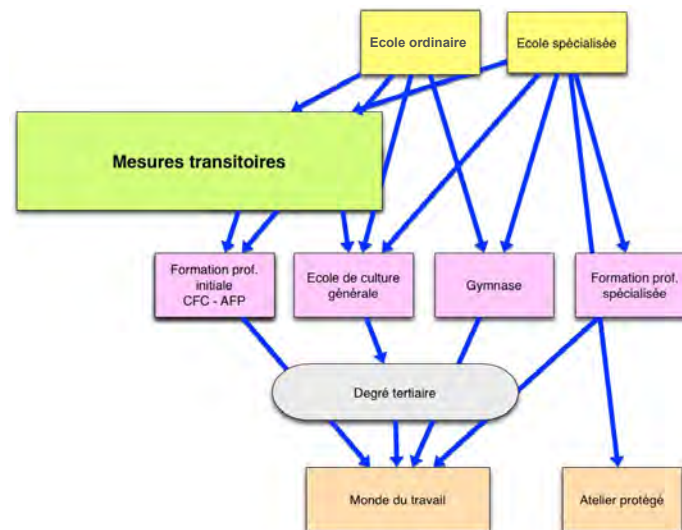 Ecole ordinaire
Ecole spécialisée
Mesures transitoires
Formation prof.
initiale
CFC - AFP
Ecole de culture
générale
Gymnase
Formation prof.
spécialisée
Degré tertiaire
Monde du travail
Atelier protégé